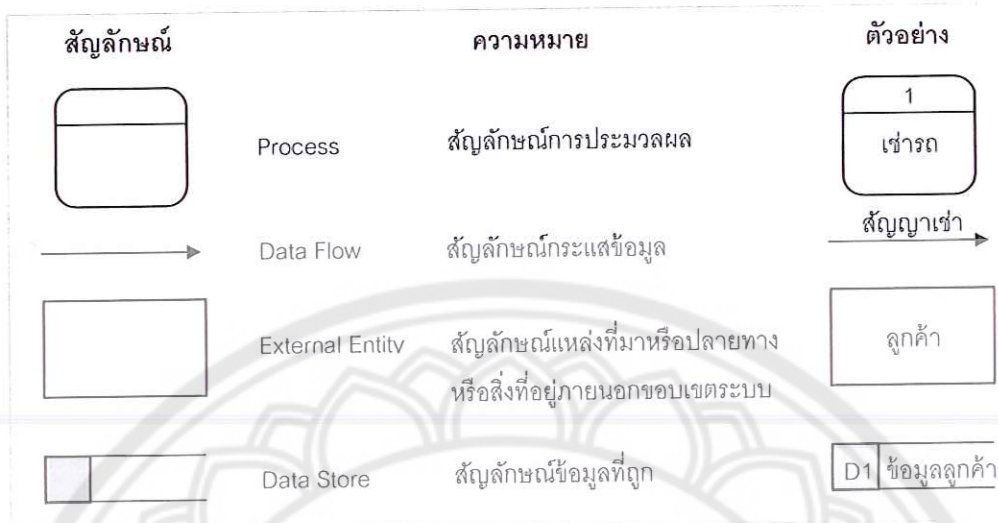 สัญลักษณ์ ความหมาย ตัวอย่าง
1
Process สัญลักษณ์การประมวลผล เช่ารถ
สัญญาเช่า
Data Flow สัญลักษณ์กระแสข้อมูล
External Entity สัญลักษณ์แหล่งที่มาหรือปลายทาง ลูกค้า
หรือสิ่งที่อยู่ภายนอกขอบเขตระบบ
Data Store สัญลักษณ์ข้อมูลที่ถูก D1 ข้อมูลลูกค้า